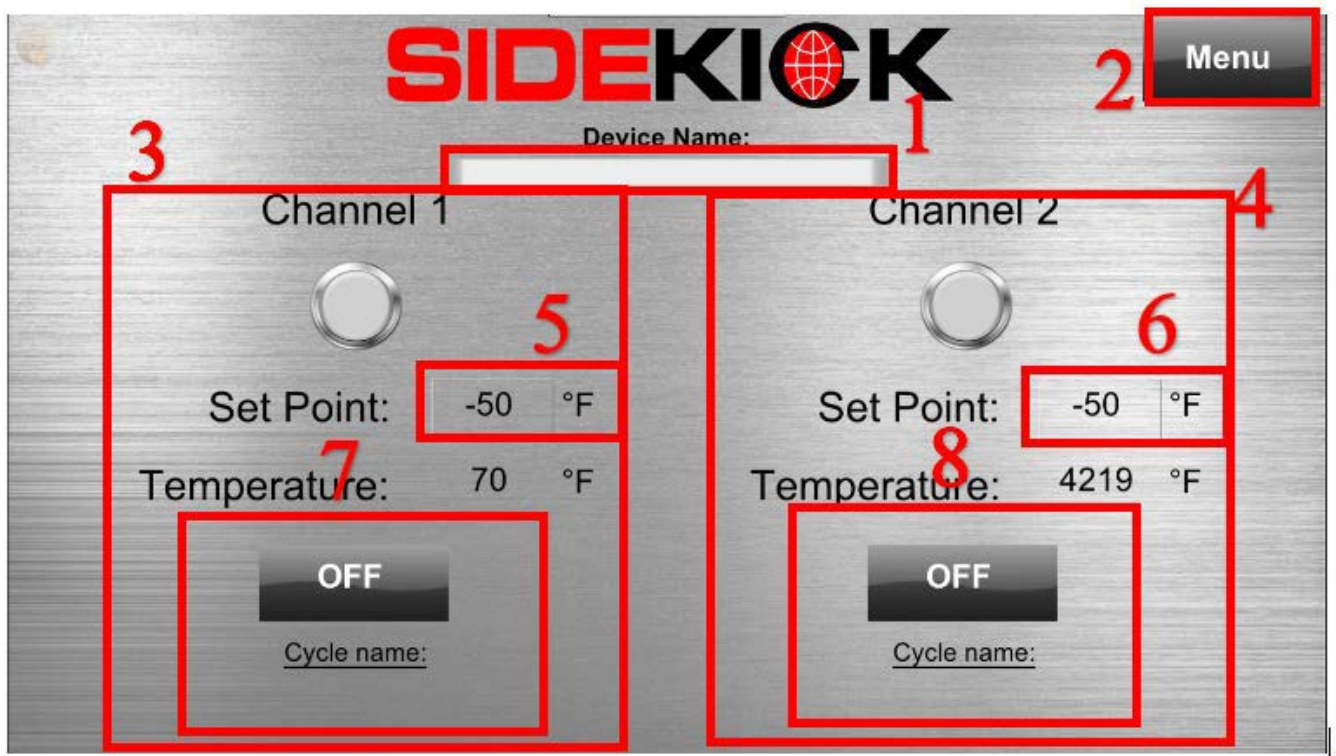 SIDEKICK
Menu
2
1
Device Name:
3
4
Channel 1
Channel 2
5
6
Set Point: -50 °F
Set Point: -50 °F
7
8
Temperature: 70 °F
Temperature: 4219 °F
OFF
OFF
Cycle name:
Cycle name: